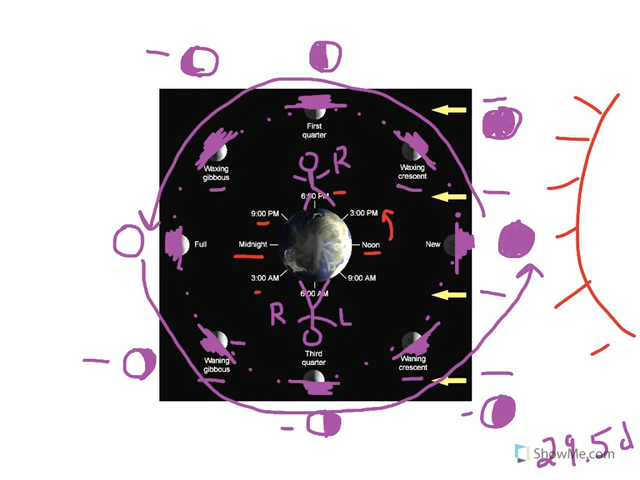 First
quarter
Waxing
gibbous
R
Waxing
crescent
6:00 PM
9:00 PM
3:00 PM
Full
Midnight
Noon
New
3:00 AM
9:00 AM
6:00 AM
R
L
Waning
gibbous
Third
quarter
Waning
crescent
29.5 d
ShowMe.com